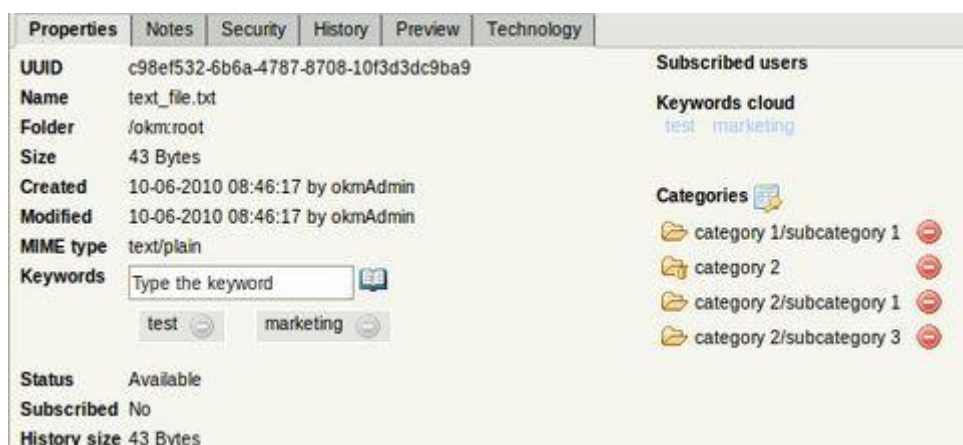 Properties Notes Security History Preview Technology
UUID c98ef532-6b6a-4787-8708-10f3d3dc9ba9
Name text_file.txt
Folder /okm:root
Size 43 Bytes
Created 10-06-2010 08:46:17 by okmAdmin
Modified 10-06-2010 08:46:17 by okmAdmin
MIME type text/plain
Keywords Type the keyword
test marketing
Status Available
Subscribed No
History size 43 Bytes
Subscribed users
Keywords cloud
test marketing
Categories
category 1/subcategory 1
category 2
category 2/subcategory 1
category 2/subcategory 3